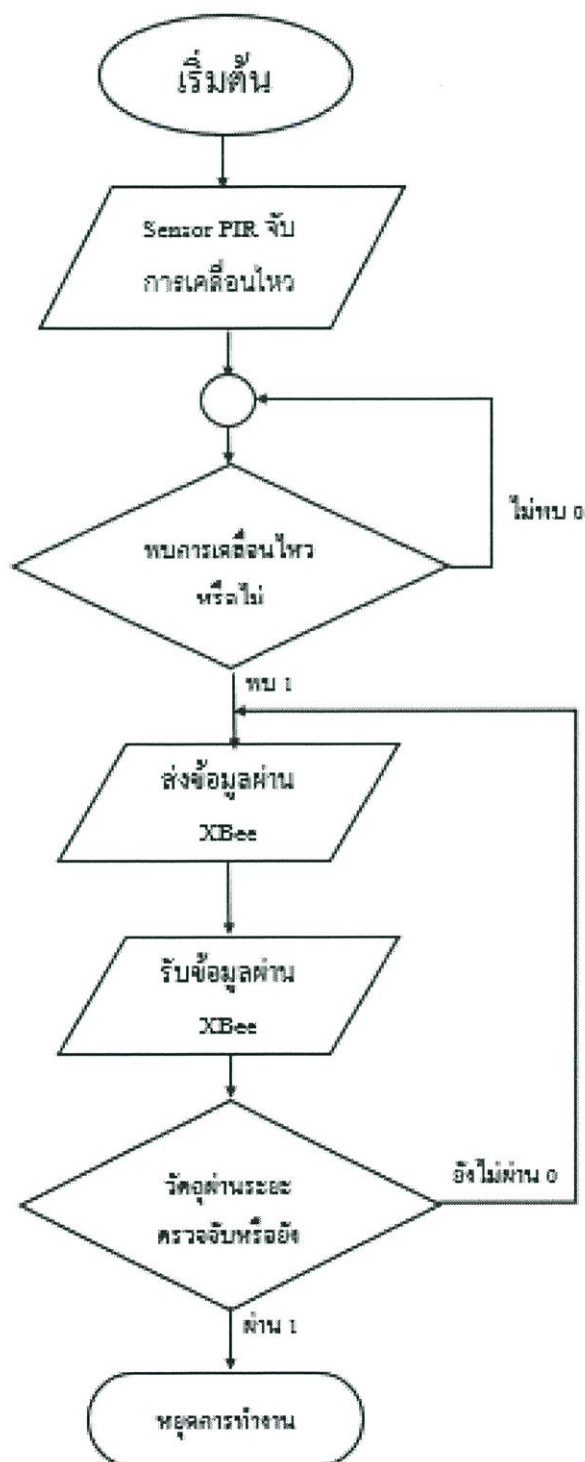 เริ่มต้น
Sensor PIR จับ
การเคลื่อนไหว
ไม่พบ 0
พบการเคลื่อนไหว
หรือไม่
พบ 1
ส่งข้อมูลผ่าน
XBee
รับข้อมูลผ่าน
XBee
ยังไม่ผ่าน 0
วัตถุผ่านระยะ
ตรวจจับหรือยัง
ผ่าน 1
หยุดการทำงาน